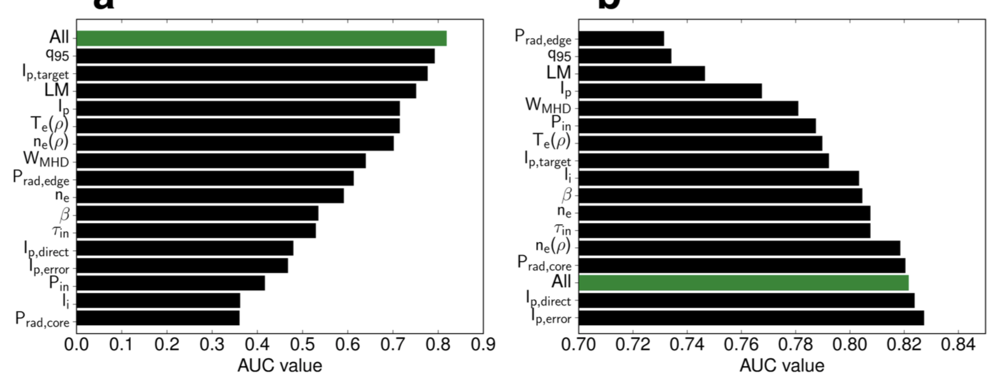 a
All
q95
Ip,target
LM
Ip
Te(ρ)
ne(ρ)
WMHD
Prad,edge
ne
β
τin
Ip,direct
Ip,error
Pin
li
Prad,core
0.0 0.1 0.2 0.3 0.4 0.5 0.6 0.7 0.8 0.9
AUC value
b
Prad,edge
q95
LM
Ip
WMHD
Pin
Te(ρ)
Ip,target
li
β
ne
τin
ne(ρ)
Prad,core
All
Ip,direct
Ip,error
0.70 0.72 0.74 0.76 0.78 0.80 0.82 0.84
AUC value